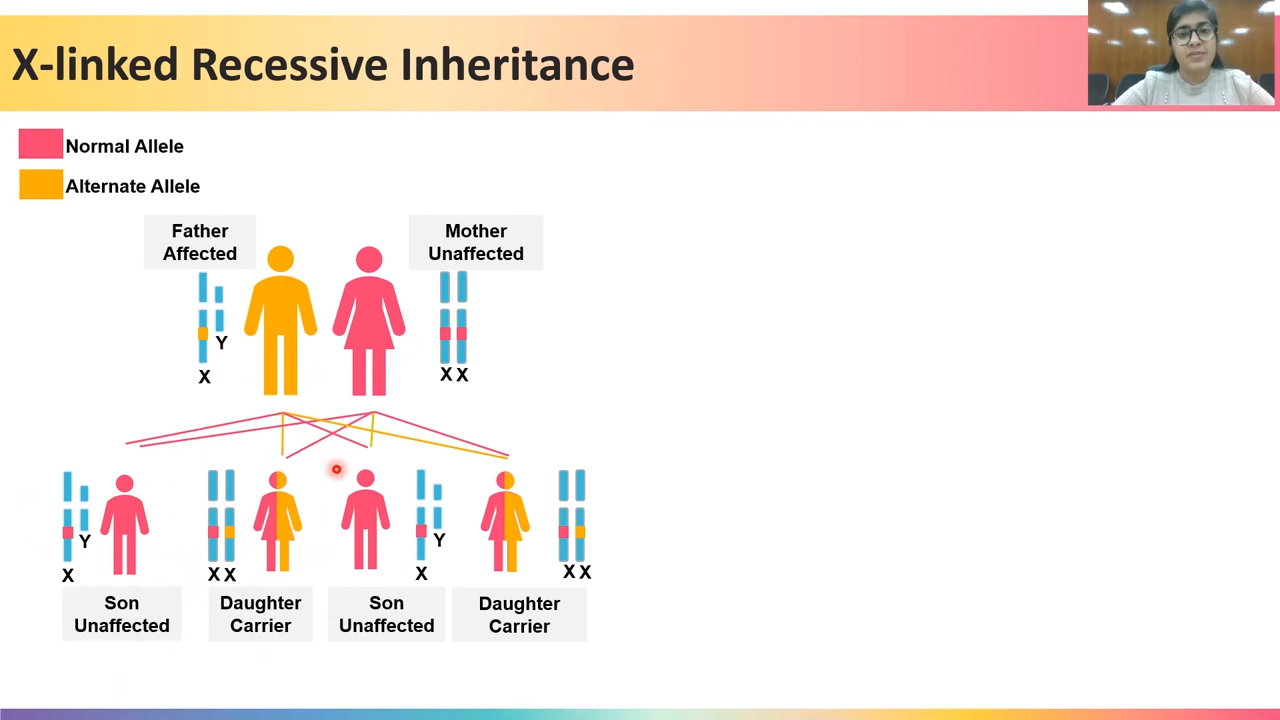 X-linked Recessive Inheritance
Normal Allele
Alternate Allele
Father
Affected
Mother
Unaffected
Y
X
X X
Y
X
X X
Y
X
X X
Son
Unaffected
Daughter
Carrier
Son
Unaffected
Daughter
Carrier